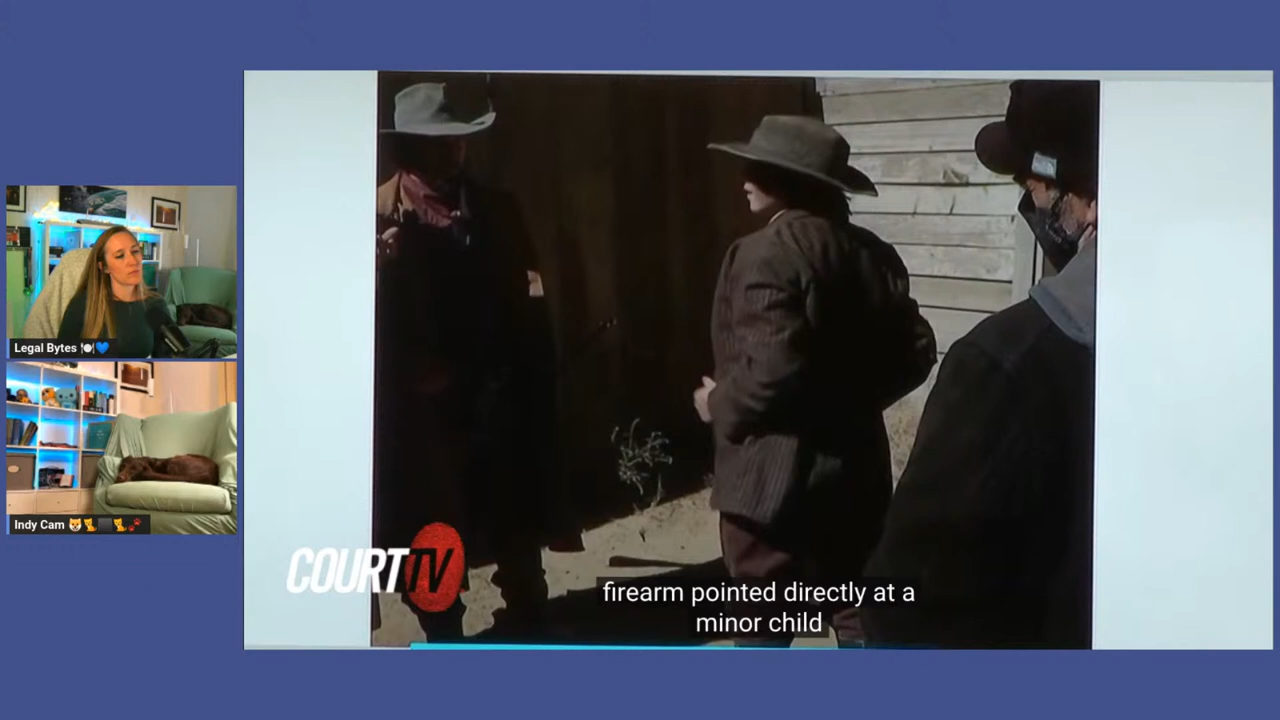 Legal Bytes 🍽️💙
Indy Cam 😺🐈⬛🐈🐾
COURT TV
firearm pointed directly at a
minor child